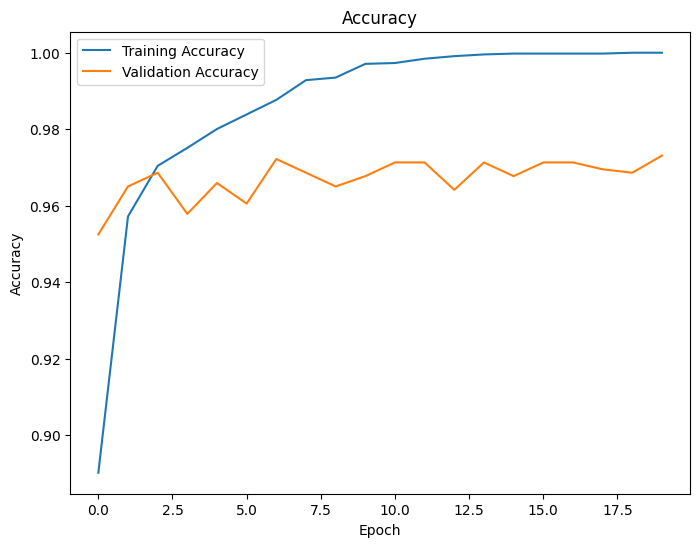 Accuracy
Training Accuracy
Validation Accuracy
1.00
0.98
0.96
0.94
0.92
0.90
Accuracy
0.0 2.5 5.0 7.5 10.0 12.5 15.0 17.5
Epoch